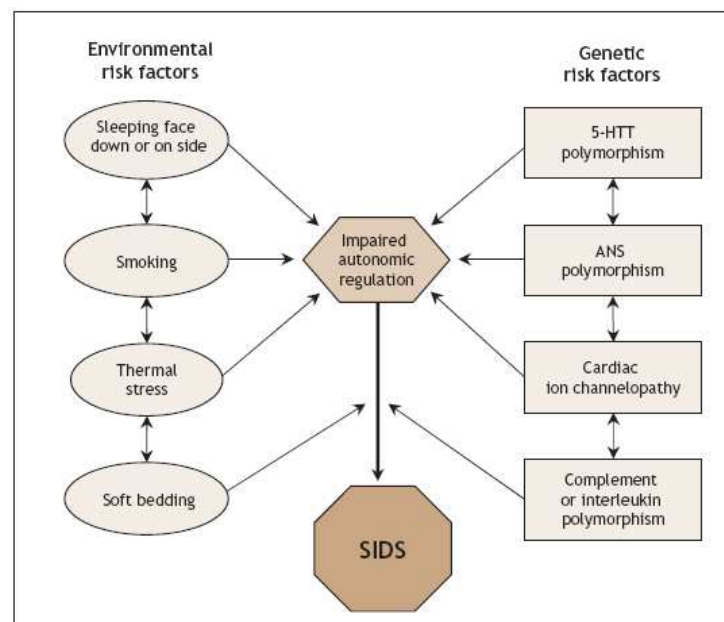 Environmental
risk factors
Genetic
risk factors
Sleeping face
down or on side
Smoking
Thermal
stress
Soft bedding
Impaired
autonomic
regulation
SIDS
5-HTT
polymorphism
ANS
polymorphism
Cardiac
ion channelopathy
Complement
or interleukin
polymorphism